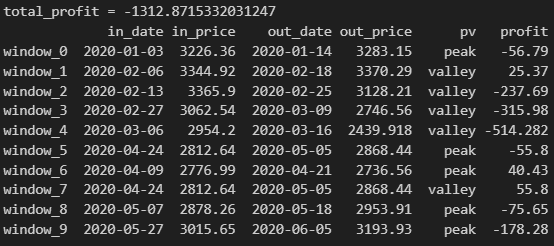 total_profit = -1312.8715332031247
in_date in_price out_date out_price pv profit
window_0 2020-01-03 3226.36 2020-01-14 3283.15 peak -56.79
window_1 2020-02-06 3344.92 2020-02-18 3370.29 valley 25.37
window_2 2020-02-13 3365.9 2020-02-25 3128.21 valley -237.69
window_3 2020-02-27 3062.54 2020-03-09 2746.56 valley -315.98
window_4 2020-03-06 2954.2 2020-03-16 2439.918 valley -514.282
window_5 2020-04-24 2812.64 2020-05-05 2868.44 peak -55.8
window_6 2020-04-09 2776.99 2020-04-21 2736.56 peak 40.43
window_7 2020-04-24 2812.64 2020-05-05 2868.44 valley 55.8
window_8 2020-05-07 2878.26 2020-05-18 2953.91 peak -75.65
window_9 2020-05-27 3015.65 2020-06-05 3193.93 peak -178.28